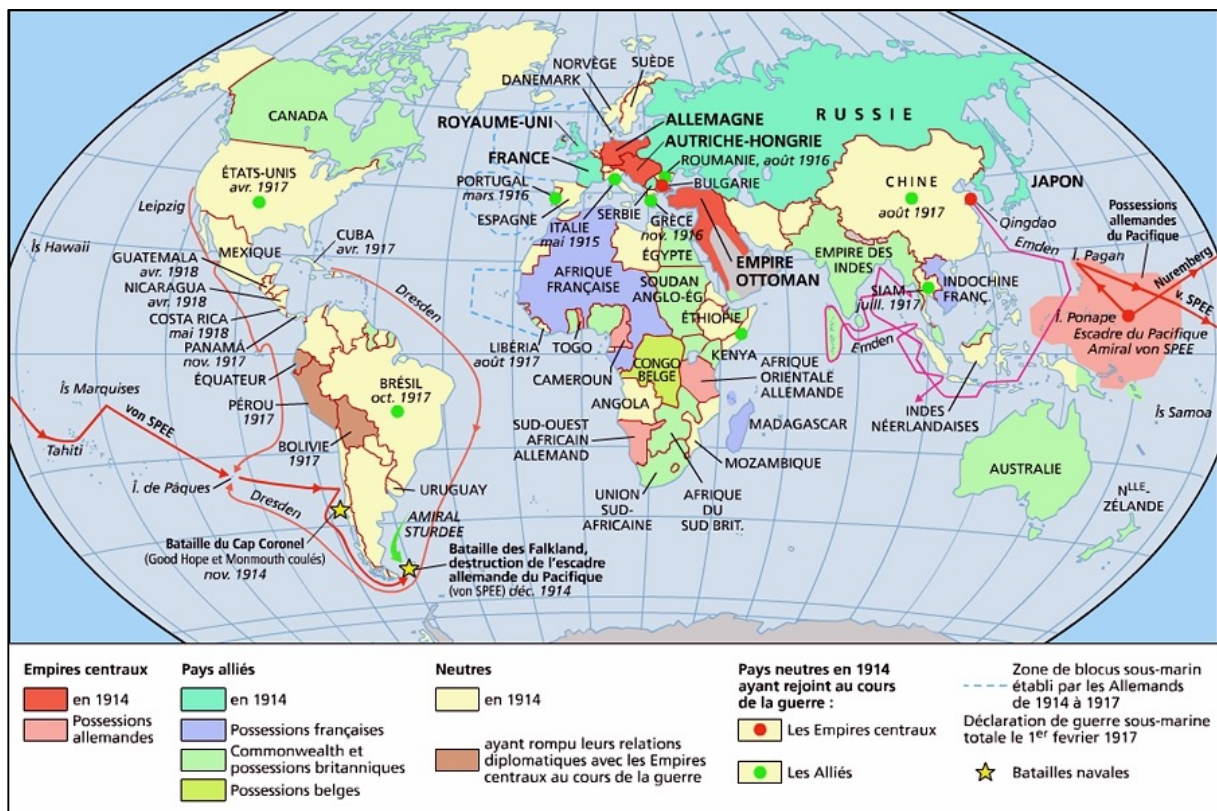 NORVÈGE
SUÈDE
DANEMARK
CANADA
ROYAUME-UNI
ALLEMAGNE
RUSSIE
AUTRICHE-HONGRIE
FRANCE
ROUMANIE, août 1916
ÉTATS-UNIS
avr. 1917
PORTUGAL
mars 1916
BULGARIE
CHINE
août 1917
JAPON
Leipzig
ESPAGNE
SERBIE
GRÈCE
nov. 1916
Qingdao
Possessions
allemandes
du Pacifique
Îs Hawaii
CUBA
avr. 1917
ITALIE
mai 1915
Emden
MEXIQUE
ÉGYPTE
EMPIRE DES
INDES
Î. Pagan
Nuremberg
GUATEMALA
avr. 1918
EMPIRE
OTTOMAN
AFRIQUE
FRANÇAISE
SOUDAN
ANGLO-ÉG.
v. SPEE
NICARAGUA
avr. 1918
Dresden
SIAM
juill. 1917
INDOCHINE
FRANÇ.
COSTA RICA
mai 1918
ÉTHIOPIE
Î. Ponape
Escadre du Pacifique
Amiral von SPEE
PANAMÁ
nov. 1917
LIBÉRIA
août 1917
TOGO
KENYA
Emden
ÉQUATEUR
CAMEROUN
CONGO
BELGE
AFRIQUE
ORIENTALE
ALLEMANDE
Îs Marquises
BRÉSIL
oct. 1917
PÉROU
1917
ANGOLA
INDES
NÉERLANDAISES
Îs Samoa
von SPEE
MADAGASCAR
Tahiti
BOLIVIE
1917
SUD-OUEST
AFRICAIN
ALLEMAND
MOZAMBIQUE
AUSTRALIE
Î. de Pâques
Dresden
URUGUAY
UNION
SUD-
AFRICAINE
AFRIQUE
DU
SUD BRIT.
NLLE-
ZÉLANDE
AMIRAL
STURDEE
Bataille du Cap Coronel
(Good Hope et Monmouth coulés)
nov. 1914
Bataille des Falkland,
destruction de l'escadre
allemande du Pacifique
(von SPEE) déc. 1914
Empires centraux
en 1914
Possessions
allemandes
Pays alliés
en 1914
Possessions françaises
Commonwealth et
possessions britanniques
Possessions belges
Neutres
en 1914
ayant rompu leurs relations
diplomatiques avec les Empires
centraux au cours de la guerre
Pays neutres en 1914
ayant rejoint au cours
de la guerre :
Les Empires centraux
Les Alliés
Zone de blocus sous-marin
établi par les Allemands
de 1914 à 1917
Déclaration de guerre sous-marine
totale le 1er fevrier 1917
Batailles navales